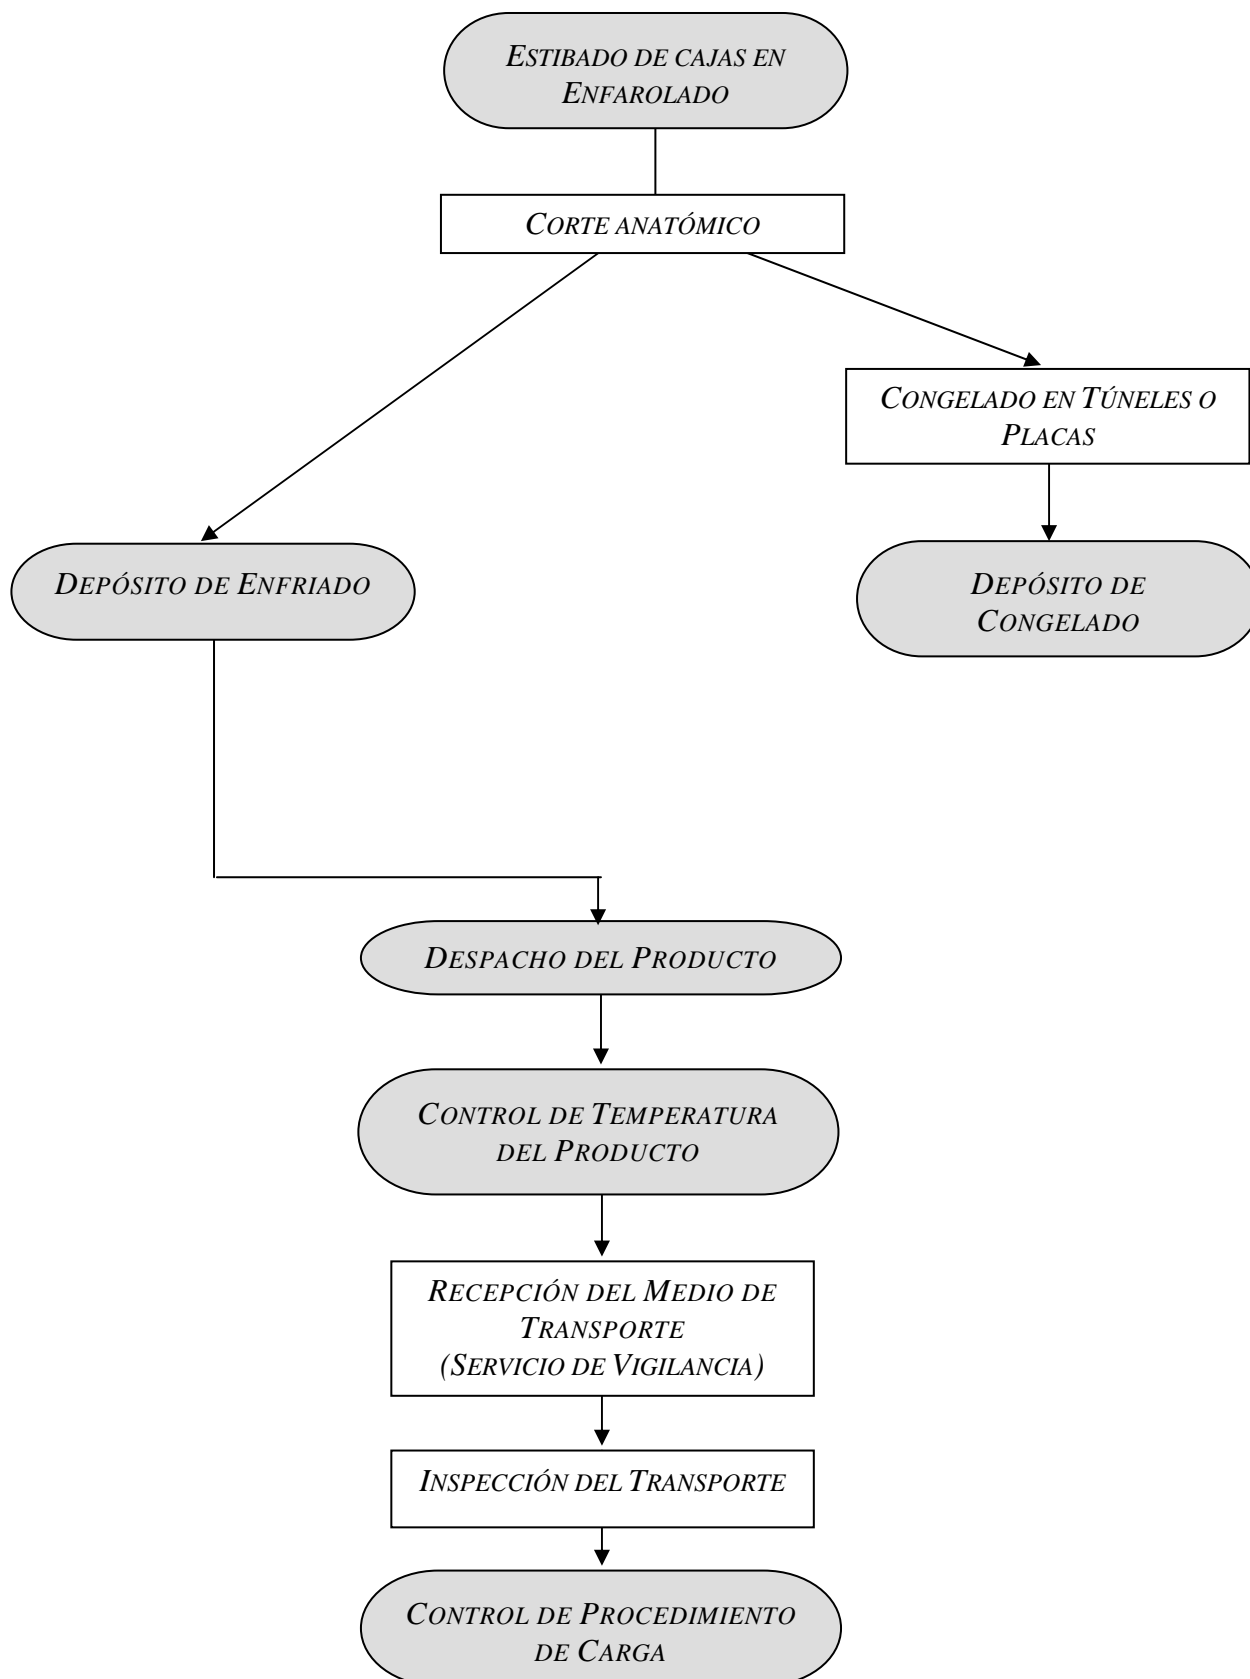 ESTIBADO DE CAJAS EN
ENFAROLADO
CORTE ANATÓMICO
CONGELADO EN TÚNELES O
PLACAS
DEPÓSITO DE ENFRIADO
DEPÓSITO DE
CONGELADO
DESPACHO DEL PRODUCTO
CONTROL DE TEMPERATURA
DEL PRODUCTO
RECEPCIÓN DEL MEDIO DE
TRANSPORTE
(SERVICIO DE VIGILANCIA)
INSPECCIÓN DEL TRANSPORTE
CONTROL DE PROCEDIMIENTO
DE CARGA